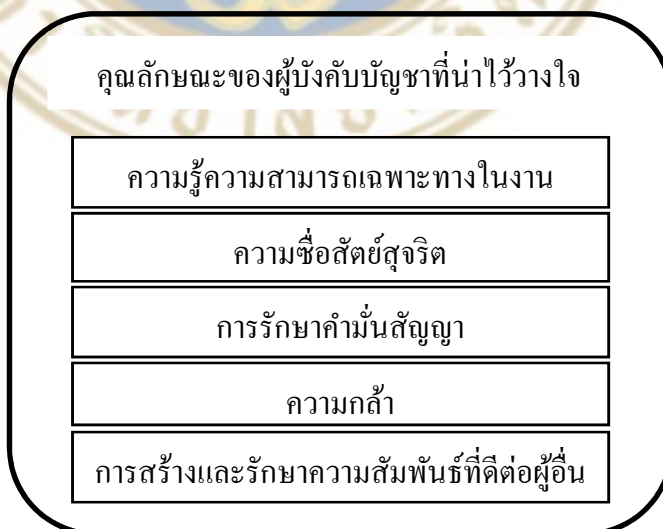 คุณลักษณะของผู้บังคับบัญชาที่น่าไว้วางใจ
ความรู้ความสามารถเฉพาะทางในงาน
ความซื่อสัตย์สุจริต
การรักษาคำมั่นสัญญา
ความกล้า
การสร้างและรักษาความสัมพันธ์ที่ดีต่อผู้อื่น